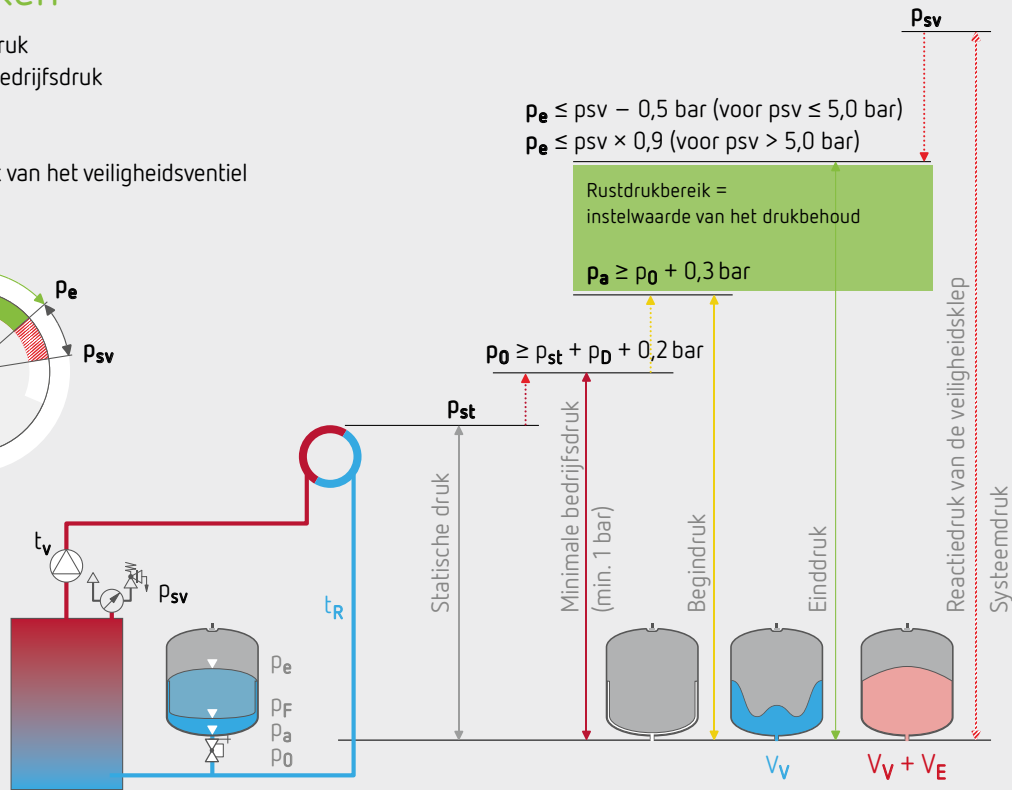 ruk
edrijfsdruk
van het veiligheidsventiel
pe
psv
psv
pe ≤ psv – 0,5 bar (voor psv ≤ 5,0 bar)
pe ≤ psv × 0,9 (voor psv > 5,0 bar)
Rustdrukbereik =
instelwaarde van het drukbehoud
pa ≥ p0 + 0,3 bar
p0 ≥ pst + pD + 0,2 bar
pst
Statische druk
Minimale bedrijfsdruk
(min. 1 bar)
Begindruk
Einddruk
Reactiedruk van de veiligheidsklep
Systeemdruk
tv
psv
tR
pe
pF
pa
p0
VV
VV + VE